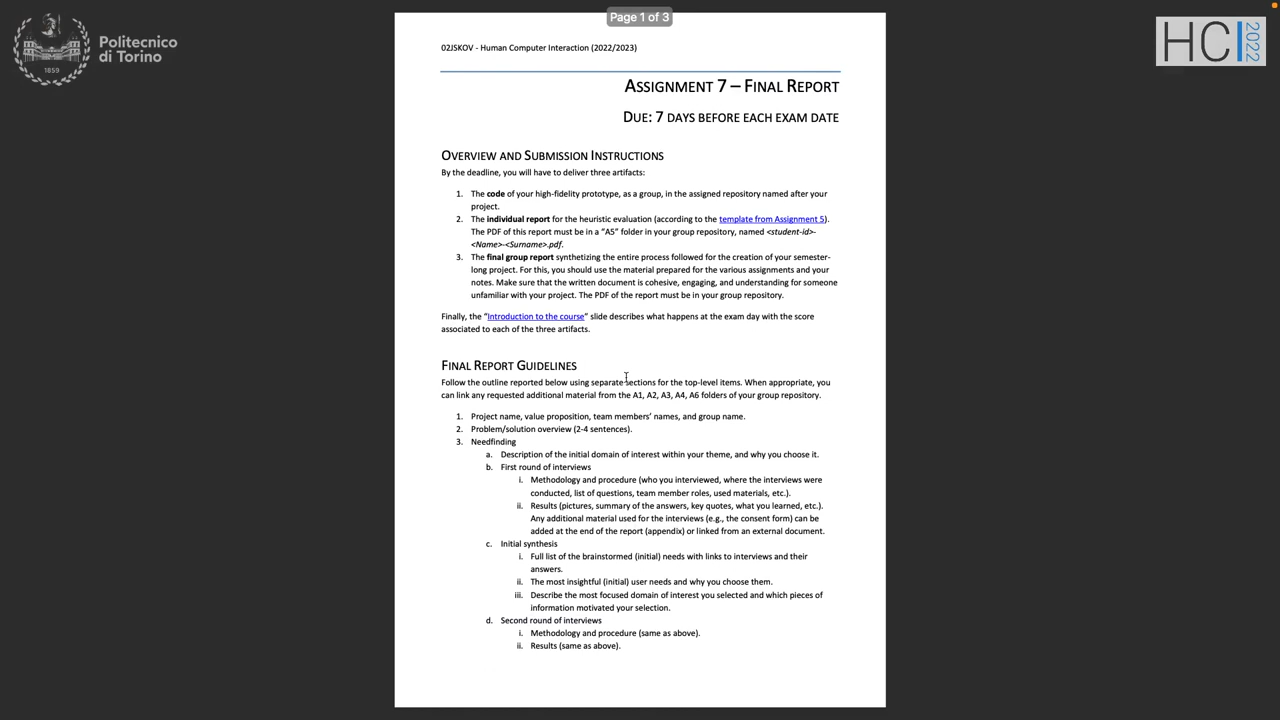 Page 1 of 3
Politecnico
di Torino
1859
HCI 2022
02JSKOV - Human Computer Interaction (2022/2023)
ASSIGNMENT 7 – FINAL REPORT
DUE: 7 DAYS BEFORE EACH EXAM DATE
OVERVIEW AND SUBMISSION INSTRUCTIONS
By the deadline, you will have to deliver three artifacts:
1. The code of your high-fidelity prototype, as a group, in the assigned repository named after your
project.
2. The individual report for the heuristic evaluation (according to the template from Assignment 5).
The PDF of this report must be in a “A5” folder in your group repository, named <student-id>-
<Name>-<Surname>.pdf.
3. The final group report synthetizing the entire process followed for the creation of your semester-
long project. For this, you should use the material prepared for the various assignments and your
notes. Make sure that the written document is cohesive, engaging, and understanding for someone
unfamiliar with your project. The PDF of the report must be in your group repository.
Finally, the “Introduction to the course” slide describes what happens at the exam day with the score
associated to each of the three artifacts.
FINAL REPORT GUIDELINES
Follow the outline reported below using separate sections for the top-level items. When appropriate, you
can link any requested additional material from the A1, A2, A3, A4, A6 folders of your group repository.
1. Project name, value proposition, team members’ names, and group name.
2. Problem/solution overview (2-4 sentences).
3. Needfinding
a. Description of the initial domain of interest within your theme, and why you choose it.
b. First round of interviews
i. Methodology and procedure (who you interviewed, where the interviews were
conducted, list of questions, team member roles, used materials, etc.).
ii. Results (pictures, summary of the answers, key quotes, what you learned, etc.).
Any additional material used for the interviews (e.g., the consent form) can be
added at the end of the report (appendix) or linked from an external document.
c. Initial synthesis
i. Full list of the brainstormed (initial) needs with links to interviews and their
answers.
ii. The most insightful (initial) user needs and why you choose them.
iii. Describe the most focused domain of interest you selected and which pieces of
information motivated your selection.
d. Second round of interviews
i. Methodology and procedure (same as above).
ii. Results (same as above).